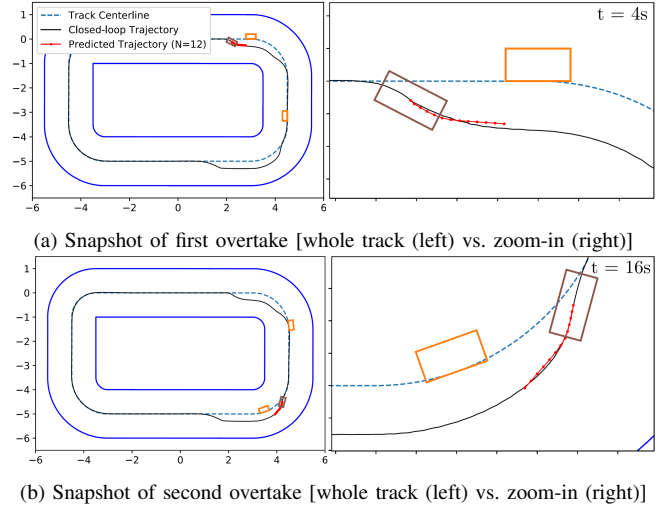 Track Centerline
Closed-loop Trajectory
Predicted Trajectory (N=12)
t = 4s
1
0
−1
−2
−3
−4
−5
−6
−6 −4 −2 0 2 4 6
(a) Snapshot of first overtake [whole track (left) vs. zoom-in (right)]
t = 16s
1
0
−1
−2
−3
−4
−5
−6
−6 −4 −2 0 2 4 6
(b) Snapshot of second overtake [whole track (left) vs. zoom-in (right)]